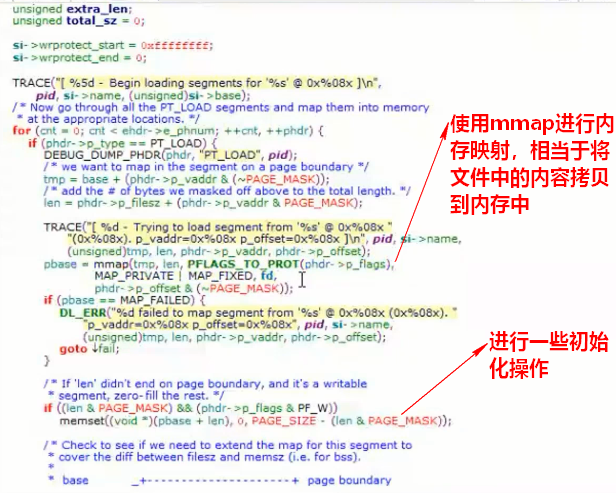 unsigned extra_len;
unsigned total_sz = 0;
si->wrprotect_start = 0xffffffff;
si->wrprotect_end = 0;
TRACE("[ %5d - Begin loading segments for '%s' @ 0x%08x ]\n",
pid, si->name, (unsigned)si->base);
/* Now go through all the PT_LOAD segments and map them into memory
* at the appropriate locations. */
for (cnt = 0; cnt < ehdr->e_phnum; ++cnt, ++phdr) {
if (phdr->p_type == PT_LOAD) {
DEBUG_DUMP_PHDR(phdr, "PT_LOAD", pid);
/* we want to map in the segment on a page boundary */
tmp = base + (phdr->p_vaddr & (~PAGE_MASK));
/* add the # of bytes we masked off above to the total length. */
len = phdr->p_filesz + (phdr->p_vaddr & PAGE_MASK);
TRACE("[ %d - Trying to load segment from '%s' @ 0x%08x "
"(0x%08x). p_vaddr=0x%08x p_offset=0x%08x ]\n", pid, si->name,
(unsigned)tmp, len, phdr->p_vaddr, phdr->p_offset);
pbase = mmap(tmp, len, PFLAGS_TO_PROT(phdr->p_flags),
MAP_PRIVATE | MAP_FIXED, fd,
phdr->p_offset & (~PAGE_MASK));
if (pbase == MAP_FAILED) {
DL_ERR("%d failed to map segment from '%s' @ 0x%08x (0x%08x). "
"p_vaddr=0x%08x p_offset=0x%08x", pid, si->name,
(unsigned)tmp, len, phdr->p_vaddr, phdr->p_offset);
goto ↓fail;
}
/* If 'len' didn't end on page boundary, and it's a writable
* segment, zero-fill the rest. */
if ((len & PAGE_MASK) && (phdr->p_flags & PF_W))
memset((void *)(pbase + len), 0, PAGE_SIZE - (len & PAGE_MASK));
/* Check to see if we need to extend the map for this segment to
* cover the diff between filesz and memsz (i.e. for bss).
*
* base _+---------------------+ page boundary
使用mmap进行内
存映射，相当于将
文件中的内容拷贝
到内存中
进行一些初始
化操作